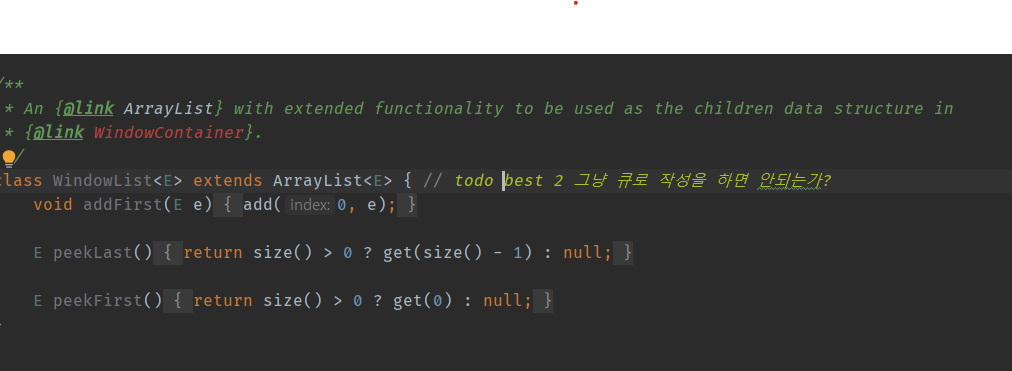 /**
* An {@link ArrayList} with extended functionality to be used as the children data structure in
* {@link WindowContainer}.
/
class WindowList<E> extends ArrayList<E> { // todo best 2 그냥 큐로 작성을 하면 안되는가?
void addFirst(E e) { add( index: 0, e); }
E peekLast() { return size() > 0 ? get(size() - 1) : null; }
E peekFirst() { return size() > 0 ? get(0) : null; }